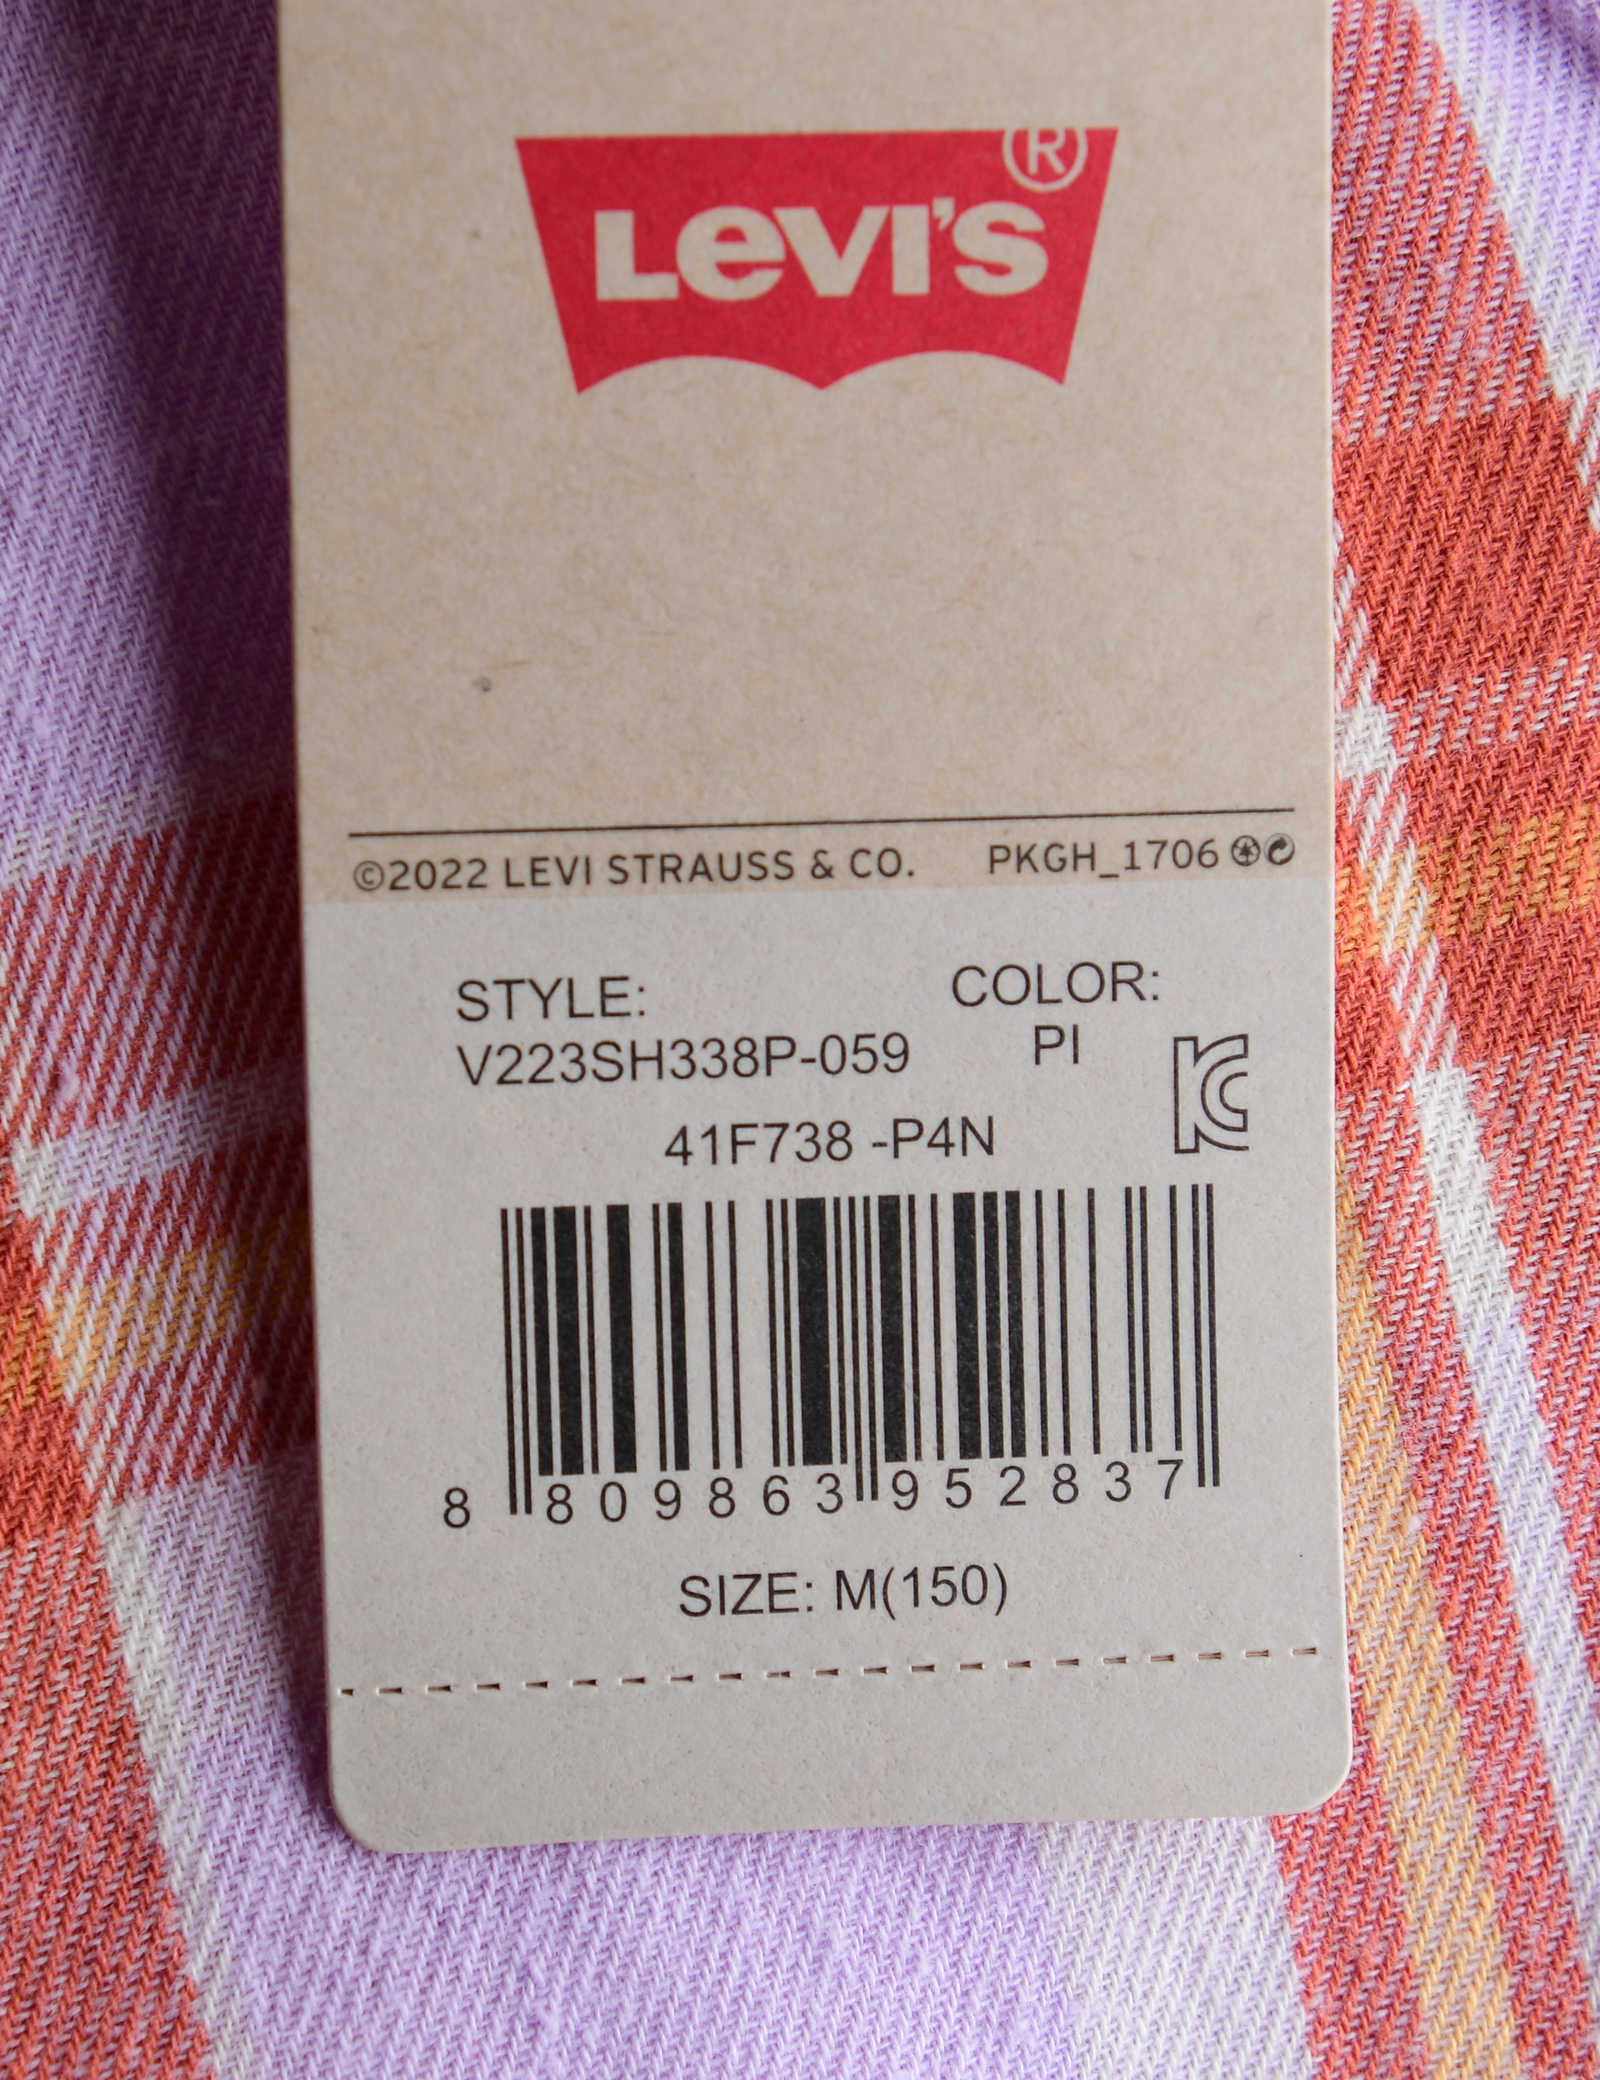 LEVI'S®
©2022 LEVI STRAUSS & CO. PKGH_1706
STYLE: COLOR:
V223SH338P-059 PI
41F738 -P4N
8 809863 952837
SIZE: M(150)